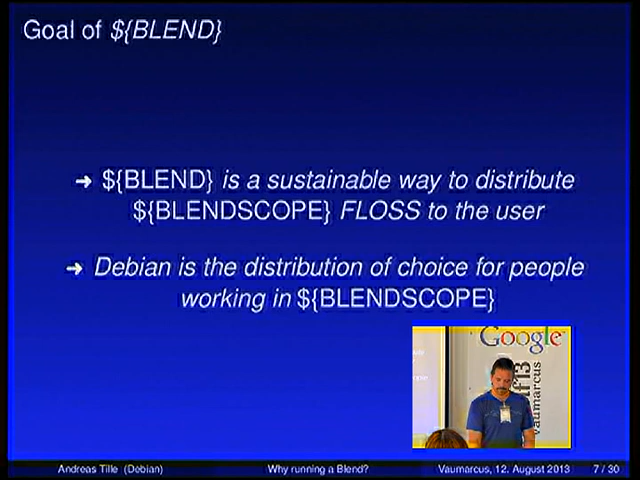 Goal of ${BLEND}
➔ ${BLEND} is a sustainable way to distribute
${BLENDSCOPE} FLOSS to the user
➔ Debian is the distribution of choice for people
working in ${BLENDSCOPE}
Google
vaumarcus
Andreas Tille (Debian) Why running a Blend? Vaumarcus, 12. August 2013 7 / 30